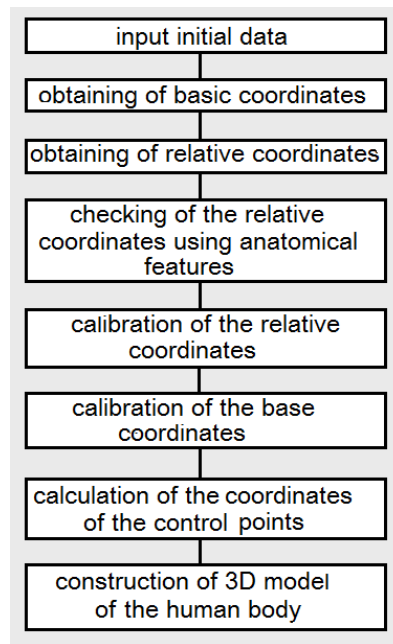 input initial data
obtaining of basic coordinates
obtaining of relative coordinates
checking of the relative
coordinates using anatomical
features
calibration of the relative
coordinates
calibration of the base
coordinates
calculation of the coordinates
of the control points
construction of 3D model
of the human body